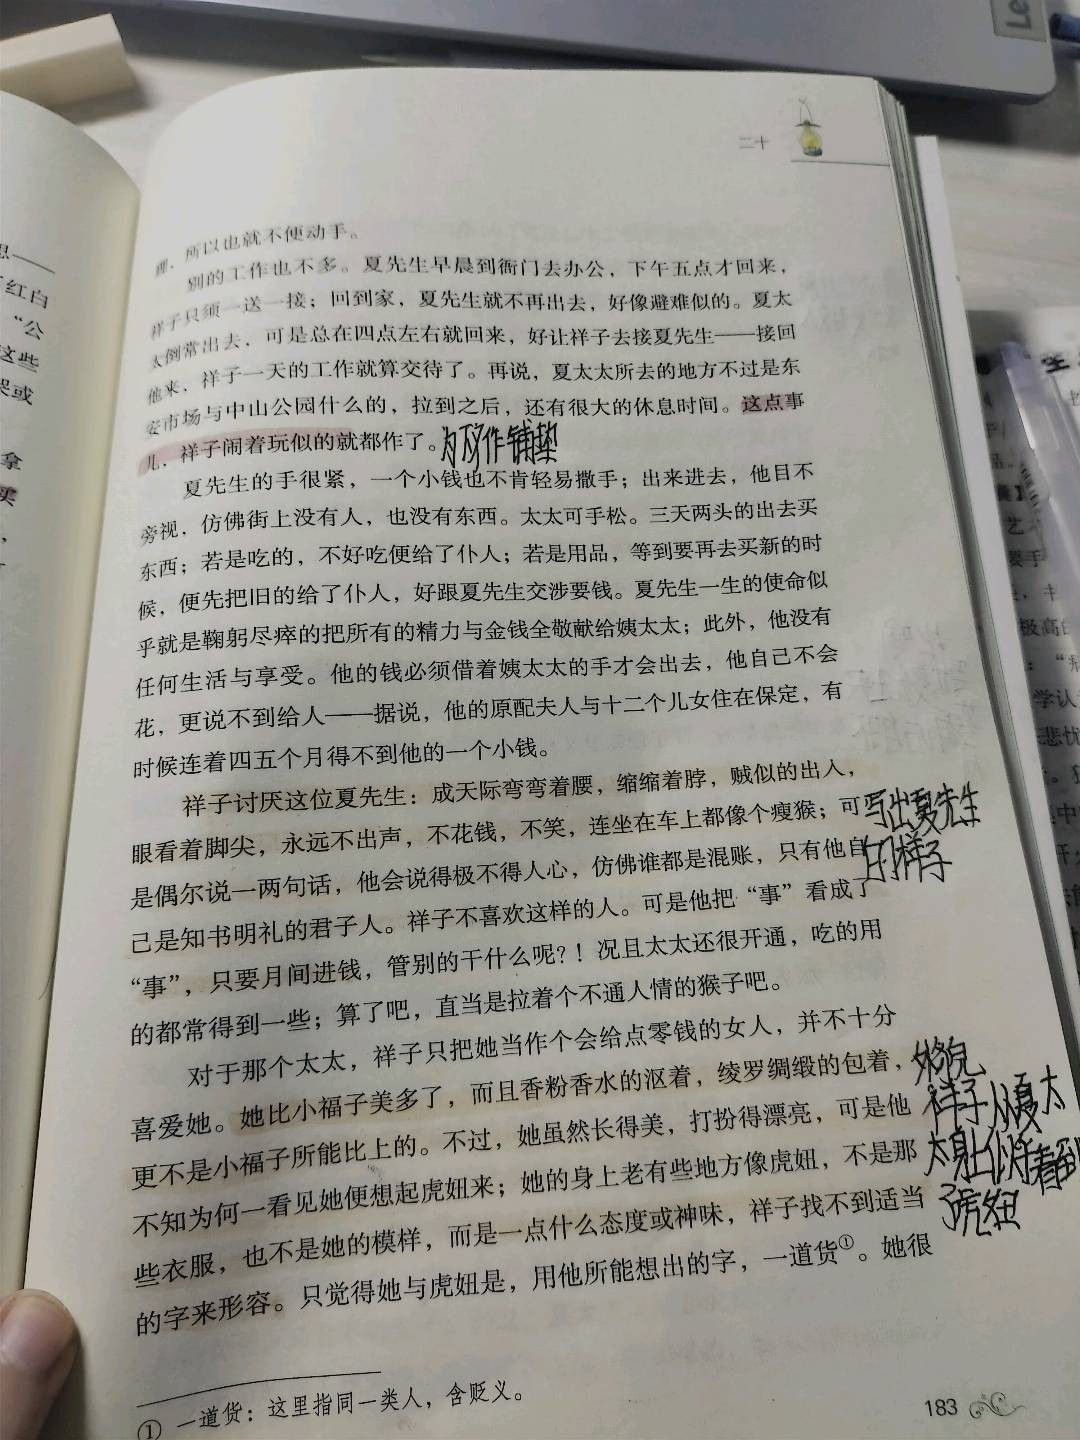 二十
理，所以也就不便动手。
别的工作也不多。夏先生早晨到衙门去办公，下午五点才回来，
祥子只须一送一接；回到家，夏先生就不再出去，好像避难似的。夏太
太倒常出去，可是总在四点左右就回来，好让祥子去接夏先生——接回
他来，祥子一天的工作就算交待了。再说，夏太太所去的地方不过是东
安市场与中山公园什么的，拉到之后，还有很大的休息时间。这点事
儿，祥子闹着玩似的就都作了。
作铺垫
夏先生的手很紧，一个小钱也不肯轻易撒手；出来进去，他目不
旁视，仿佛街上没有人，也没有东西。太太可手松。三天两头的出去买
东西；若是吃的，不好吃便给了仆人；若是用品，等到要再去买新的时
候，便先把旧的给了仆人，好跟夏先生交涉要钱。夏先生一生的使命似
乎就是鞠躬尽瘁的把所有的精力与金钱全敬献给姨太太；此外，他没有
任何生活与享受。他的钱必须借着姨太太的手才会出去，他自己不会
花，更说不到给人——据说，他的原配夫人与十二个儿女住在保定，有
时候连着四五个月得不到他的一个小钱。
祥子讨厌这位夏先生：成天际弯弯着腰，缩缩着脖，贼似的出入，
眼看着脚尖，永远不出声，不花钱，不笑，连坐在车上都像个瘦猴；可
是偶尔说一两句话，他会说得极不得人心，仿佛谁都是混账，只有他自
己是知书明礼的君子人。祥子不喜欢这样的人。可是他把“事”看成了
“事”，只要月间进钱，管别的干什么呢？！况且太太还很开通，吃的用
的都常得到一些；算了吧，直当是拉着个不通人情的猴子吧。
写出夏先生
的样子
对于那个太太，祥子只把她当作个会给点零钱的女人，并不十分
喜爱她。她比小福子美多了，而且香粉香水的沤着，绫罗绸缎的包着，
更不是小福子所能比上的。不过，她虽然长得美，打扮得漂亮，可是他
不知为何一看见她便想起虎妞来；她的身上老有些地方像虎妞，不是那
些衣服，也不是她的模样，而是一点什么态度或神味，祥子找不到适当
的字来形容。只觉得她与虎妞是，用他所能想出的字，一道货①。她很
外貌
祥子从夏太
太身上似乎看到
了虎妞
① 一道货：这里指同一类人，含贬义。
183
红白
“公
这些
哭或
拿
买
Le